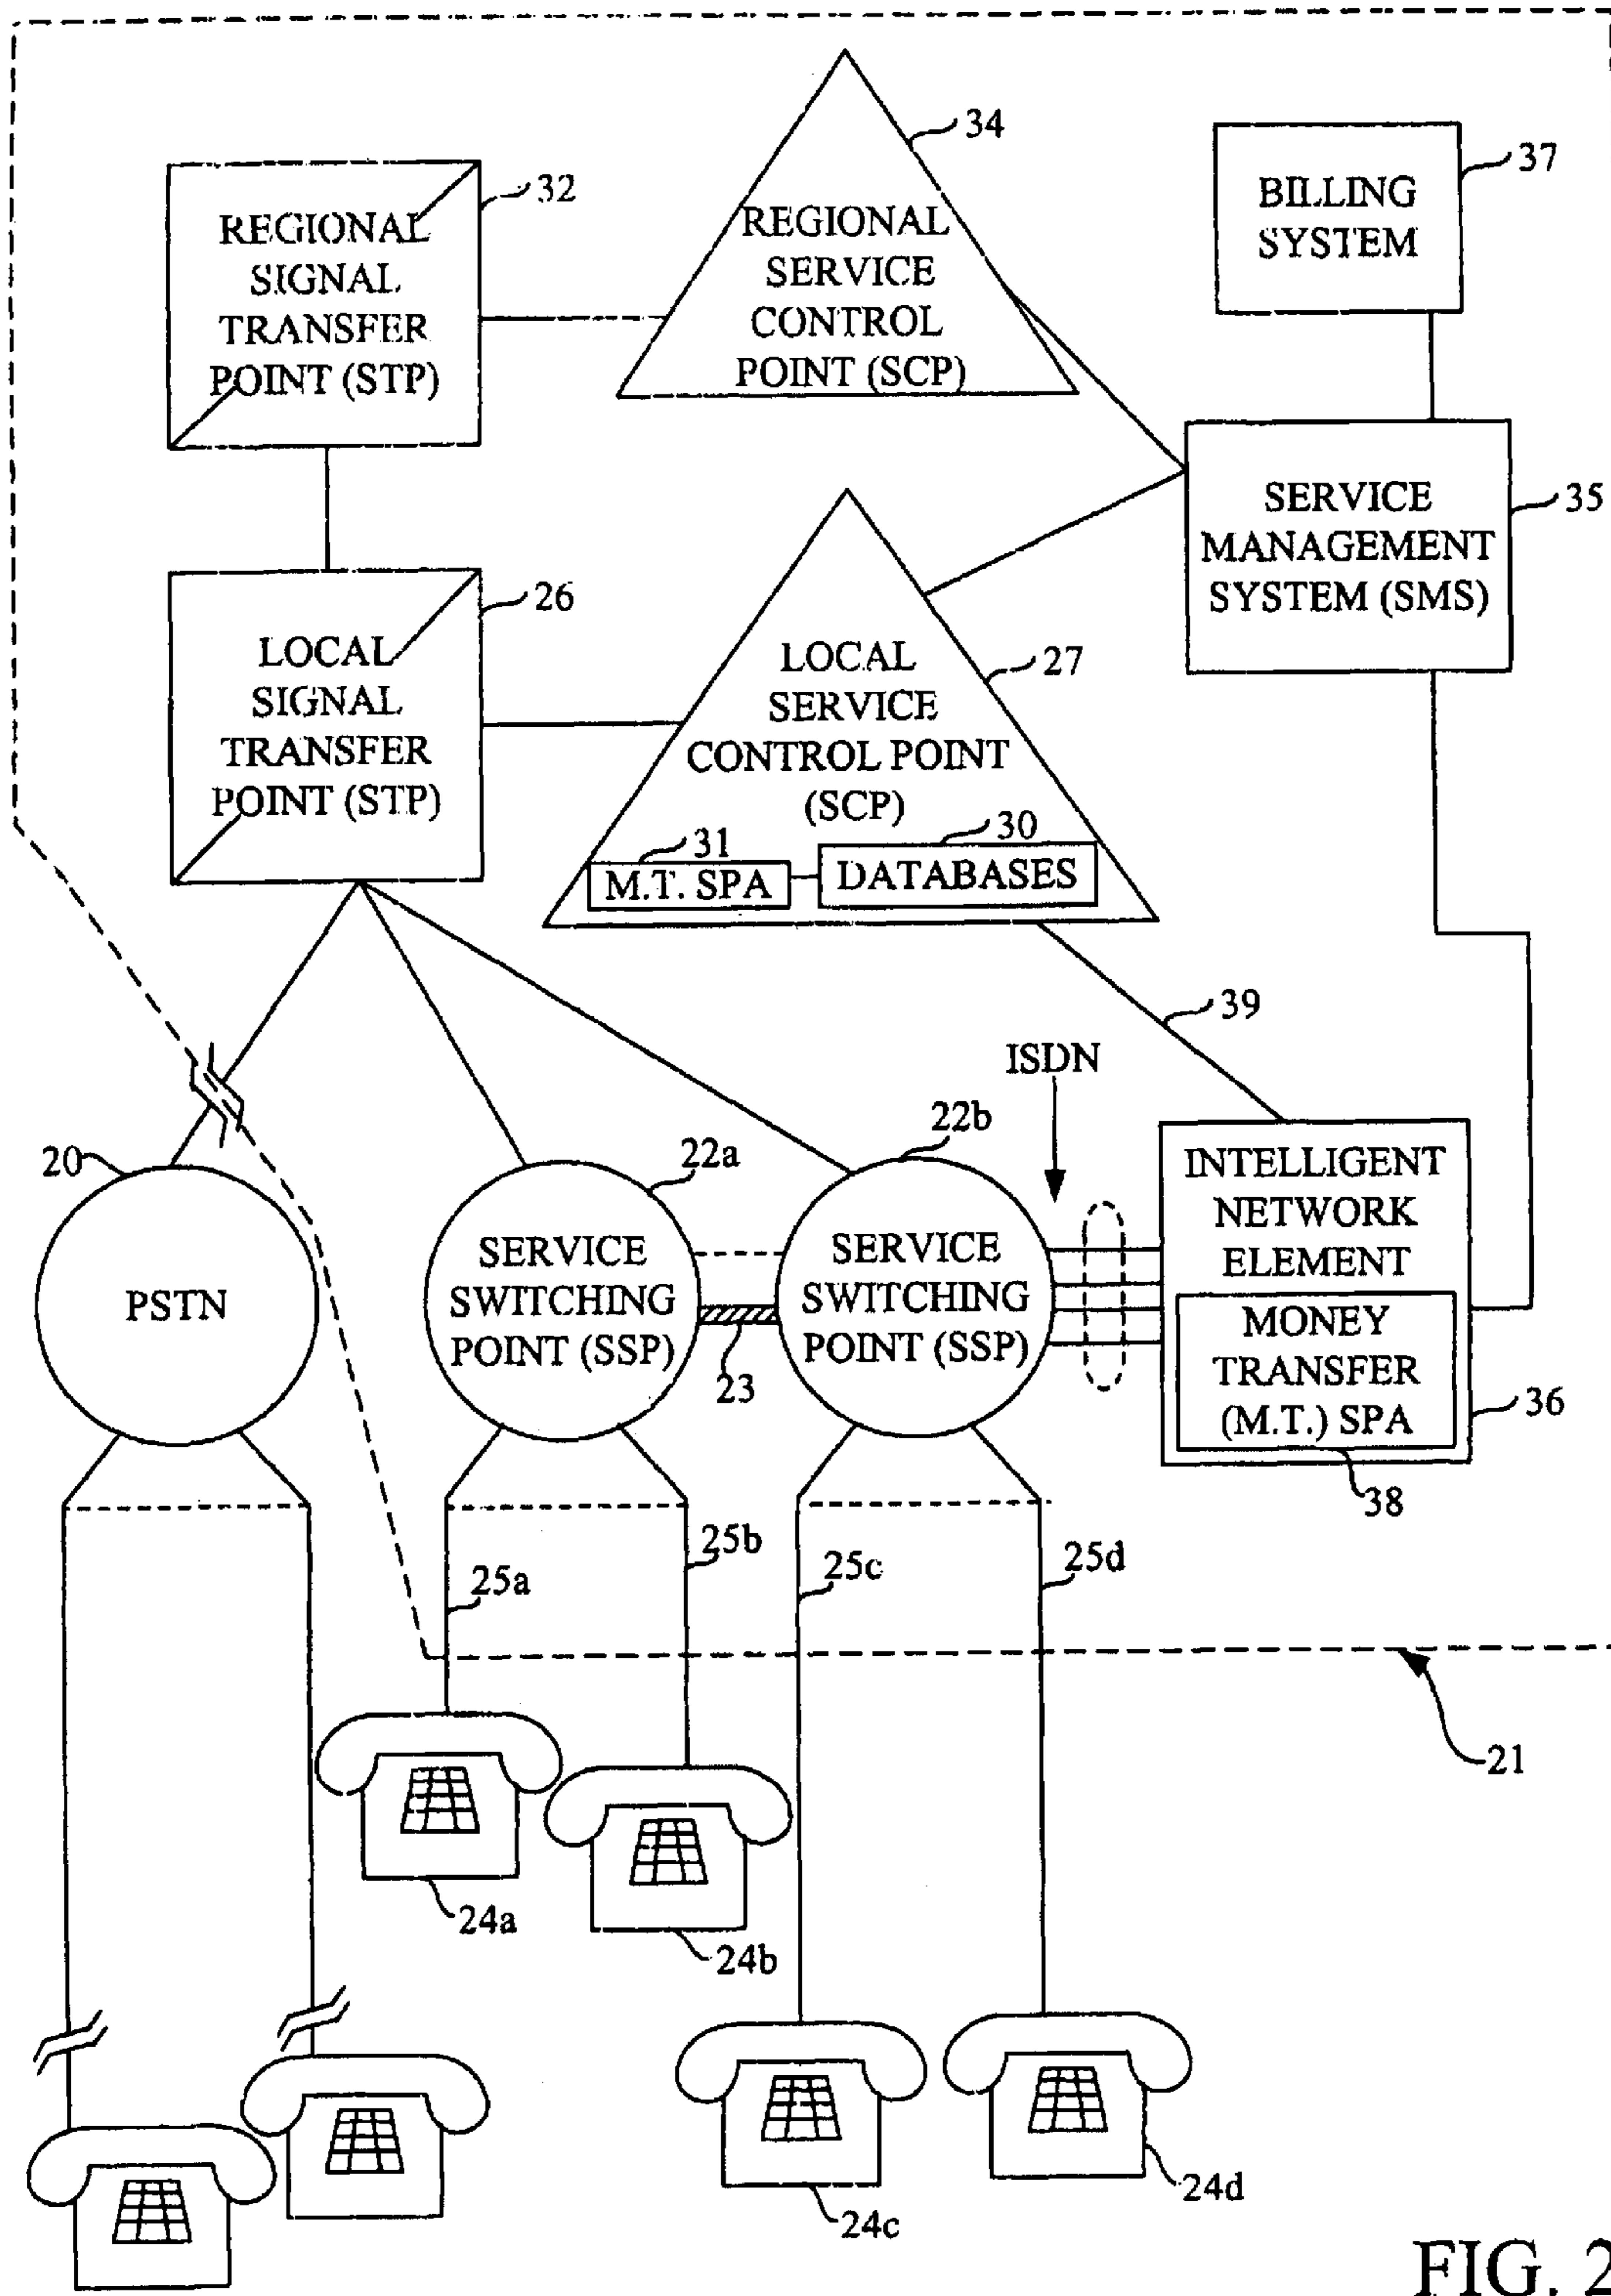 34
37
BILLING
SYSTEM
32
REGIONAL
SIGNAL
TRANSFER
POINT (STP)
REGIONAL
SERVICE
CONTROL
POINT (SCP)
SERVICE
MANAGEMENT
SYSTEM (SMS)
35
26
LOCAL
SIGNAL
TRANSFER
POINT (STP)
LOCAL
SERVICE
CONTROL POINT
(SCP)
27
31
30
M.T. SPA
DATABASES
39
ISDN
20
22a
22b
PSTN
SERVICE
SWITCHING
POINT (SSP)
SERVICE
SWITCHING
POINT (SSP)
23
INTELLIGENT
NETWORK
ELEMENT
MONEY
TRANSFER
(M.T.) SPA
36
38
25a
25b
25c
25d
21
24a
24b
24c
24d
FIG. 2